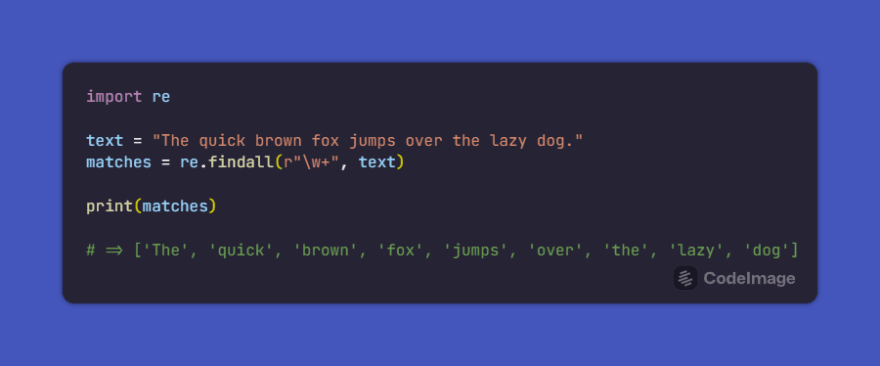 import re
text = "The quick brown fox jumps over the lazy dog."
matches = re.findall(r"\w+", text)
print(matches)
# => ['The', 'quick', 'brown', 'fox', 'jumps', 'over', 'the', 'lazy', 'dog']
CodeImage